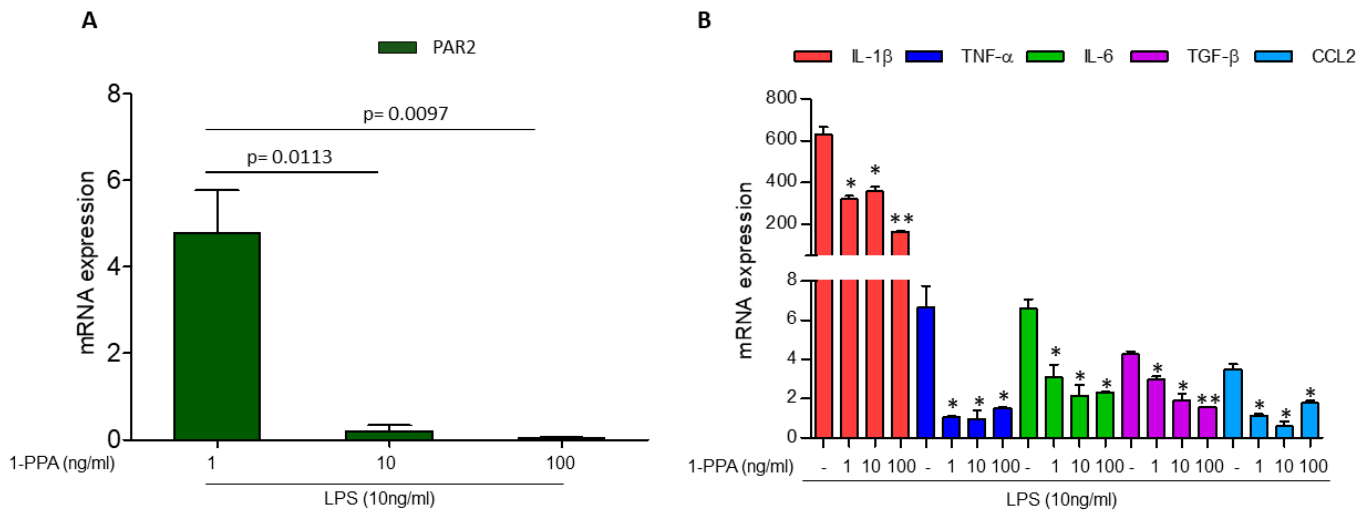 A
PAR2
mRNA expression
8
6
4
2
0
p= 0.0097
p= 0.0113
1-PPA (ng/ml)
1 10 100
LPS (10ng/ml)
B
IL-1β TNF-α IL-6 TGF-β CCL2
mRNA expression
800
600
400
200
8
6
4
2
0
* * **
* * *
* * *
* * **
* * *
1-PPA (ng/ml)
- 1 10 100 - 1 10 100 - 1 10 100 - 1 10 100 - 1 10 100
LPS (10ng/ml)